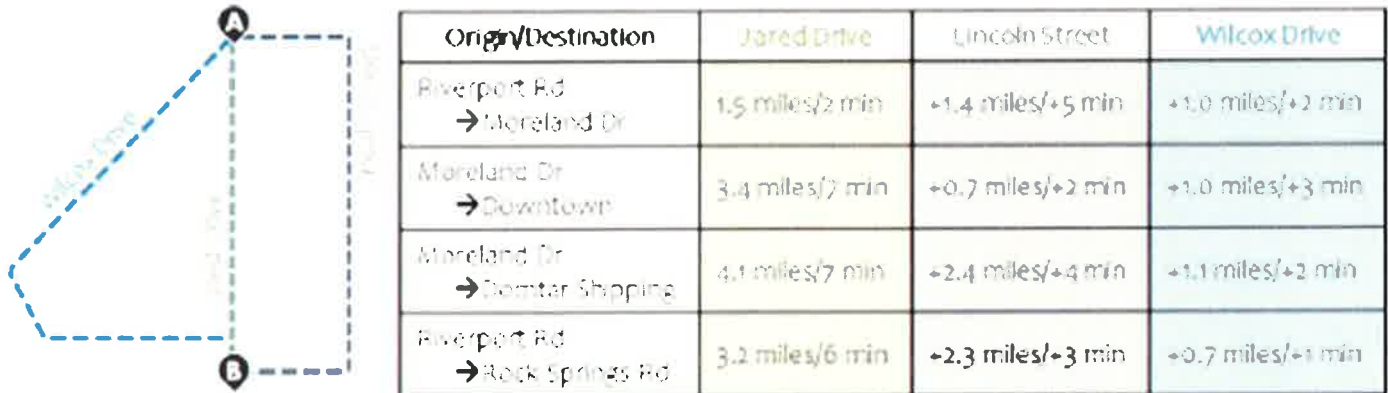 A
Wilcox Drive
B
Origin/Destination Jared Drive Lincoln Street Wilcox Drive
Riverport Rd
→Moreland Dr 1.5 miles/2 min +1.4 miles/+5 min +1.0 miles/+2 min
Moreland Dr
→Downtown 3.4 miles/7 min +0.7 miles/+2 min +1.0 miles/+3 min
Moreland Dr
→Domtar Shipping 4.1 miles/7 min +2.4 miles/+4 min +1.1 miles/+2 min
Riverport Rd
→Rock Springs Rd 3.2 miles/6 min +2.3 miles/+3 min +0.7 miles/+1 min